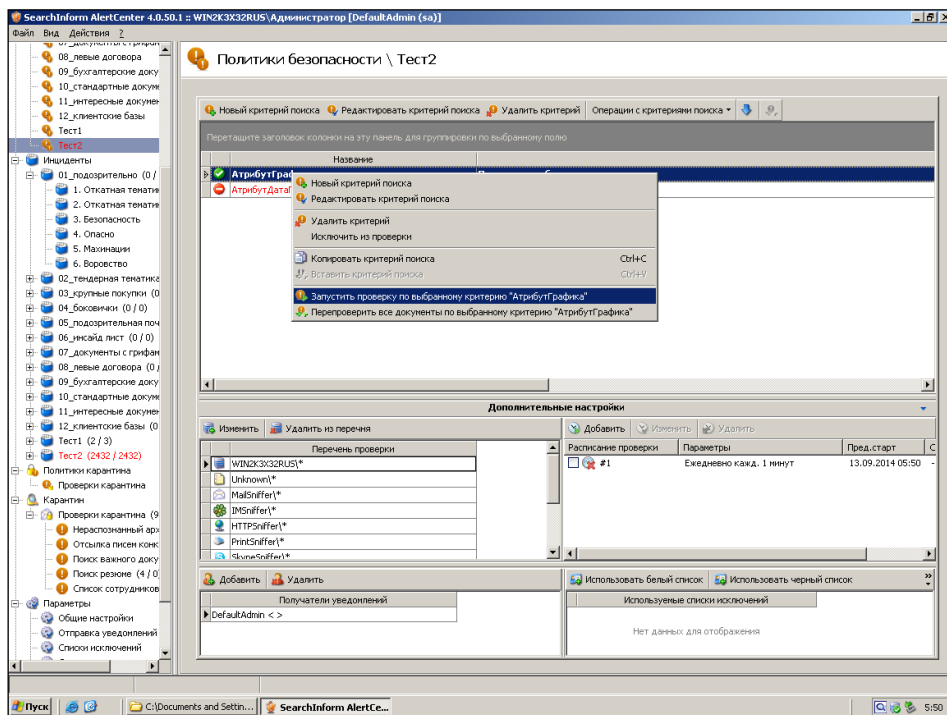 SearchInform AlertCenter 4.0.50.1 :: WIN2K3X32RUS\Администратор [DefaultAdmin (sa)]
Файл Вид Действия ?
08_левые договора
09_бухгалтерские доку
10_стандартные докуме
11_интересные докумен
12_клиентские базы
Тест1
Тест2
Инциденты
01_подозрительно (0 /
1. Откатная темати
2. Откатная темати
3. Безопасность
4. Опасно
5. Махинации
6. Воровство
02_тендерная тематика
03_крупные покупки (0
04_боковички (0 / 0)
05_подозрительная поч
06_инсайд лист (0 / 0)
07_документы с грифам
08_левые договора (0 /
09_бухгалтерские доку
10_стандартные докуме
11_интересные докумен
12_клиентские базы (0
Тест1 (2 / 3)
Тест2 (2432 / 2432)
Политики карантина
Проверки карантина
Карантин
Проверки карантина (9
Нераспознанный арх
Отсылка писем конк
Поиск важного доку
Поиск резюме (4 / 0)
Список сотрудников
Параметры
Общие настройки
Отправка уведомлений
Списки исключений
Политики безопасности \ Тест2
Новый критерий поиска Редактировать критерий поиска Удалить критерий Операции с критериями поиска
Перетащите заголовок колонки на эту панель для группировки по выбранному полю
Название
АтрибутГраф
АтрибутДатаП
Новый критерий поиска
Редактировать критерий поиска
Удалить критерий
Исключить из проверки
Копировать критерий поиска Ctrl+C
Вставить критерий поиска Ctrl+V
Запустить проверку по выбранному критерию "АтрибутГрафика"
Перепроверить все документы по выбранному критерию "АтрибутГрафика"
Дополнительные настройки
Изменить Удалить из перечня
Перечень проверки
WIN2K3X32RUS\*
Unknown\*
MailSniffer\*
IMSniffer\*
HTTPSniffer\*
PrintSniffer\*
SkypeSniffer\*
Добавить Изменить Удалить
Расписание проверки Параметры Пред.старт С
#1 Ежедневно кажд. 1 минут 13.09.2014 05:50 -
Добавить Удалить
Получатели уведомлений
DefaultAdmin < >
Использовать белый список Использовать черный список
Используемые списки исключений
Нет данных для отображения
Пуск C:\Documents and Settin... SearchInform AlertCe... 5:50